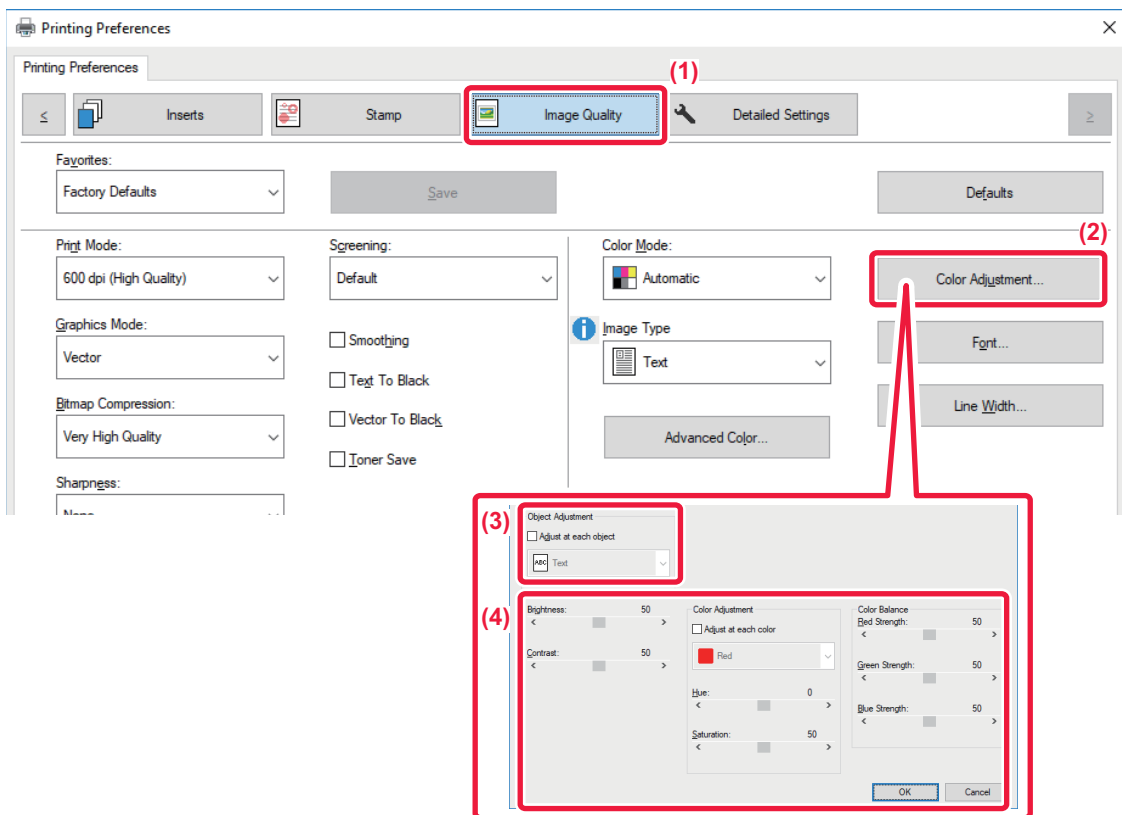 Printing Preferences
Printing Preferences
(1)
≤ Inserts Stamp Image Quality Detailed Settings ≥
Favorites:
Factory Defaults Save Defaults
(2)
Print Mode: Screening: Color Mode:
600 dpi (High Quality) Default Automatic Color Adjustment...
Graphics Mode: Image Type
Smoothing Font...
Vector Text
Text To Black
Bitmap Compression: Line Width...
Vector To Black
Very High Quality Advanced Color...
Toner Save
Sharpness:
None
(3) Object Adjustment
Adjust at each object
ABC Text
(4) Brightness: 50 Color Adjustment Color Balance
< > Adjust at each color Red Strength: 50
< >
Contrast: 50 Red Green Strength: 50
< > < >
Hue: 0 Blue Strength: 50
< > < >
Saturation: 50
< >
OK Cancel